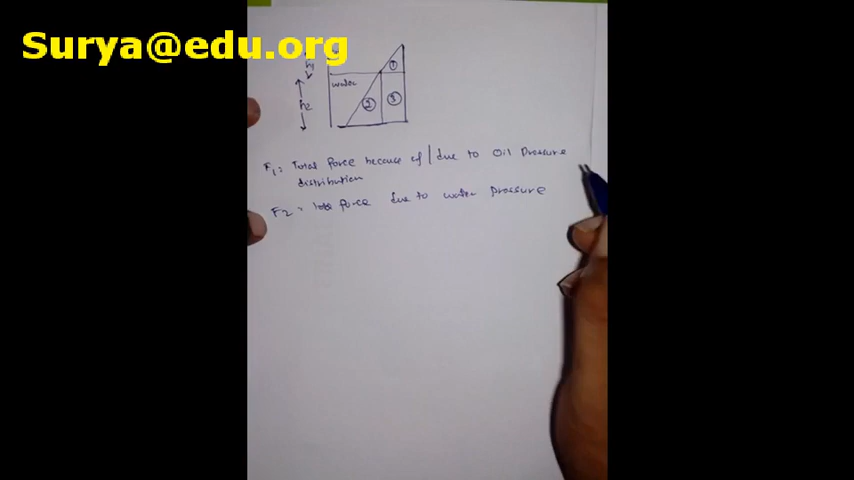 Surya@edu.org
h1
①
water
h2
②
③
F1= Total force because of / due to Oil Pressure
distribution
F2 = force due to water pressure